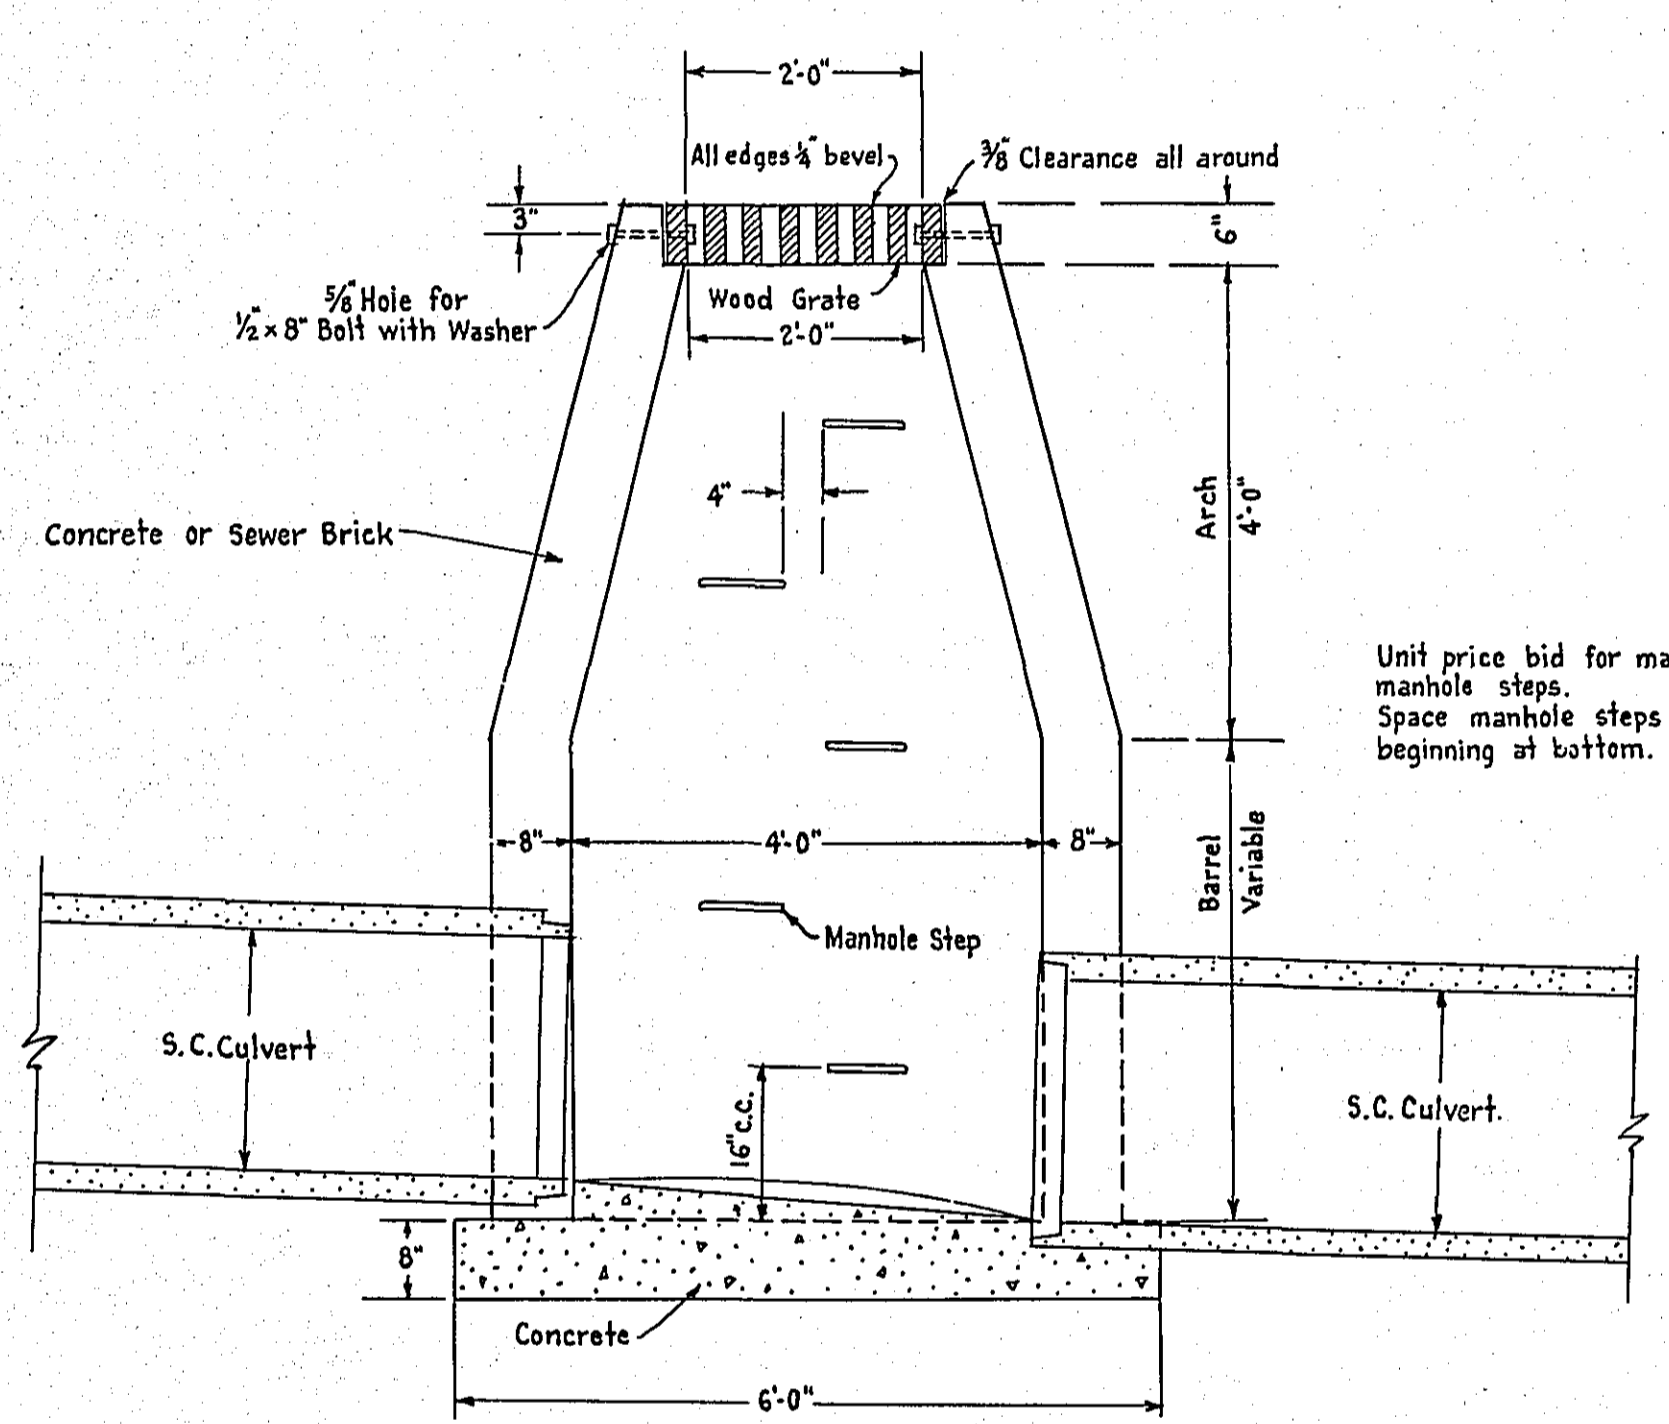 2'-0"
All edges ¼" bevel
⅜" Clearance all around
3"
6"
⅝" Hole for
½" × 8" Bolt with Washer
Wood Grate
2'-0"
4"
Arch
4'-0"
Concrete or Sewer Brick
Unit price bid for
manhole steps.
Space manhole steps
beginning at bottom.
8"
4'-0"
8"
Barrel
Variable
Manhole Step
S.C. Culvert
16" C.C.
S.C. Culvert.
8"
Concrete
6'-0"